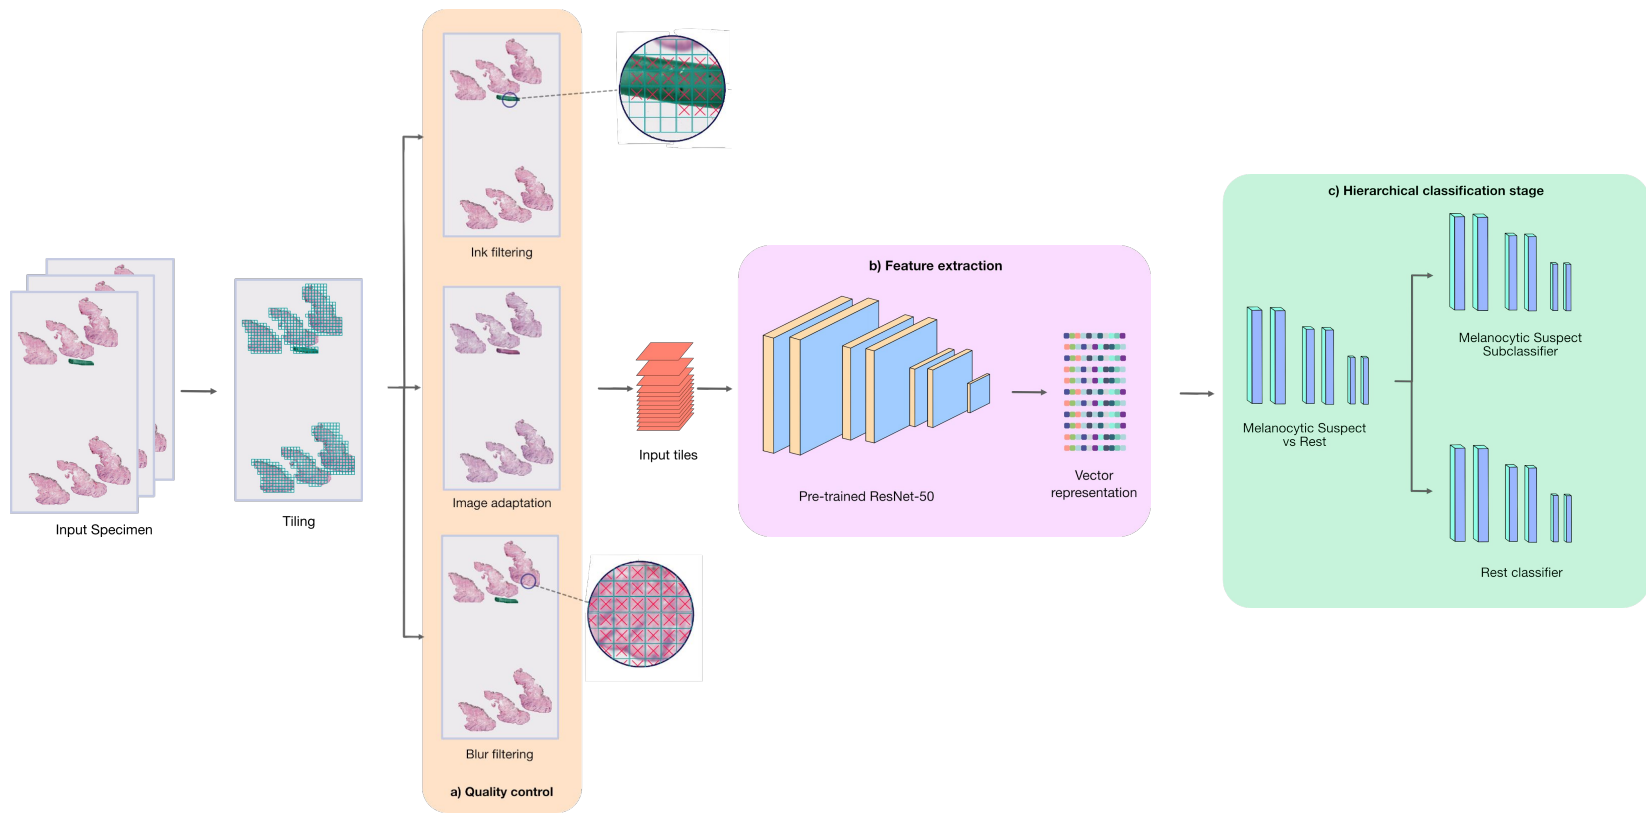 Input Specimen
Tiling
Ink filtering
Image adaptation
Blur filtering
a) Quality control
Input tiles
b) Feature extraction
Pre-trained ResNet-50
Vector
representation
c) Hierarchical classification stage
Melanocytic Suspect
vs Rest
Melanocytic Suspect
Subclassifier
Rest classifier